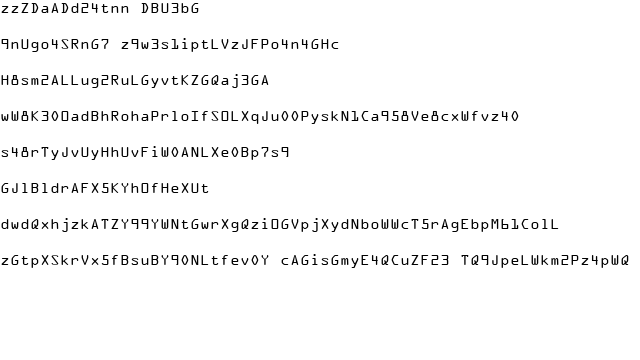 zzZDaADd24tnn DBU3bG
9nUgo4SRnG7 z9w3s1iptLVzJFPo4n4GHc
H8sm2ALLug2RuLGyvtKZGQaj3GA
wW8K30OadBhRohaPrloIfSOLXqJu00PyskN1Ca958Ve8cxWfvz40
s48rTyJvUyHhUvFiW0ANLXe0Bp7s9
GJlBldrAFX5KYhOfHeXUt
dwdQxhjzkATZY99YWNtGwrXgQziOGVpjXydNboWWcT5rAgEbpM61ColL
zGtpXSkrVx5fBsuBY90NLtfev0Y cAGisGmyE4QCuZF23 TQ9JpeLWkm2Pz4pWQ